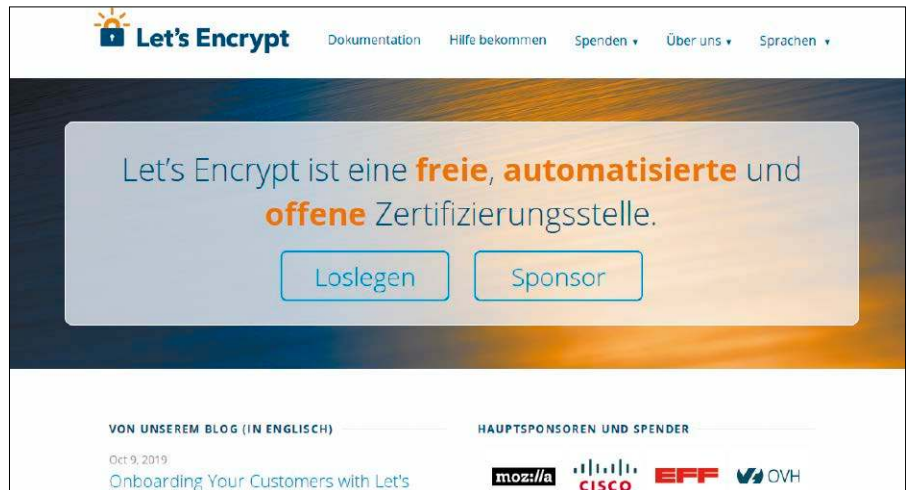 Let's Encrypt
Dokumentation Hilfe bekommen Spenden ▾ Über uns ▾ Sprachen ▾
Let's Encrypt ist eine freie, automatisierte und
offene Zertifizierungsstelle.
Loslegen Sponsor
VON UNSEREM BLOG (IN ENGLISCH)
Oct 9, 2019
Onboarding Your Customers with Let's
HAUPTSPONSOREN UND SPENDER
moz://a CISCO EFF OVH